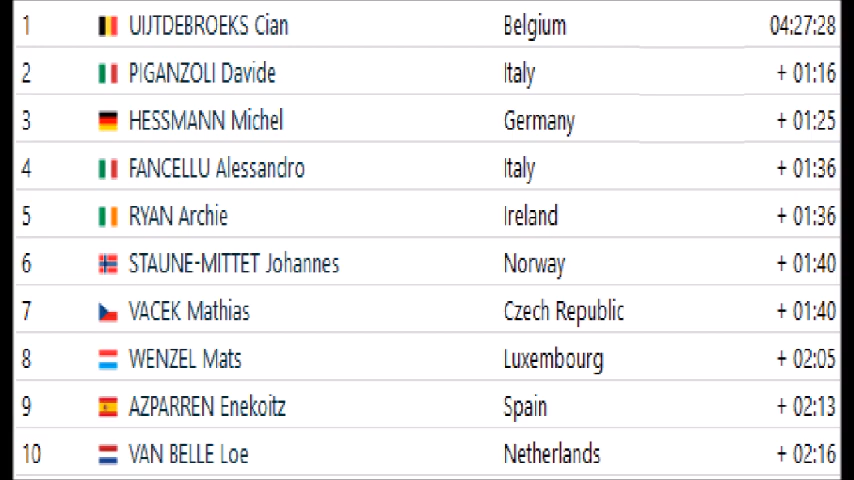 1 UIJTDEBROEKS Cian Belgium 04:27:28
2 PIGANZOLI Davide Italy + 01:16
3 HESSMANN Michel Germany + 01:25
4 FANCELLU Alessandro Italy + 01:36
5 RYAN Archie Ireland + 01:36
6 STAUNE-MITTET Johannes Norway + 01:40
7 VACEK Mathias Czech Republic + 01:40
8 WENZEL Mats Luxembourg + 02:05
9 AZPARREN Enekoitz Spain + 02:13
10 VAN BELLE Loe Netherlands + 02:16